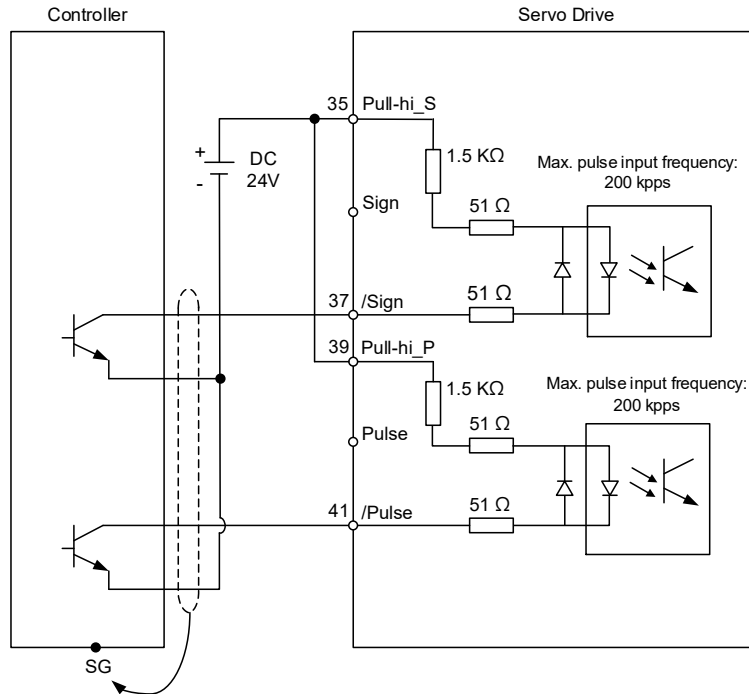 Controller
Servo Drive
35 Pull-hi_S
+
DC
24V
-
1.5 KΩ
Max. pulse input frequency:
200 kpps
Sign
51 Ω
37 /Sign
51 Ω
39 Pull-hi_P
1.5 KΩ
Max. pulse input frequency:
200 kpps
51 Ω
Pulse
41 /Pulse
51 Ω
SG